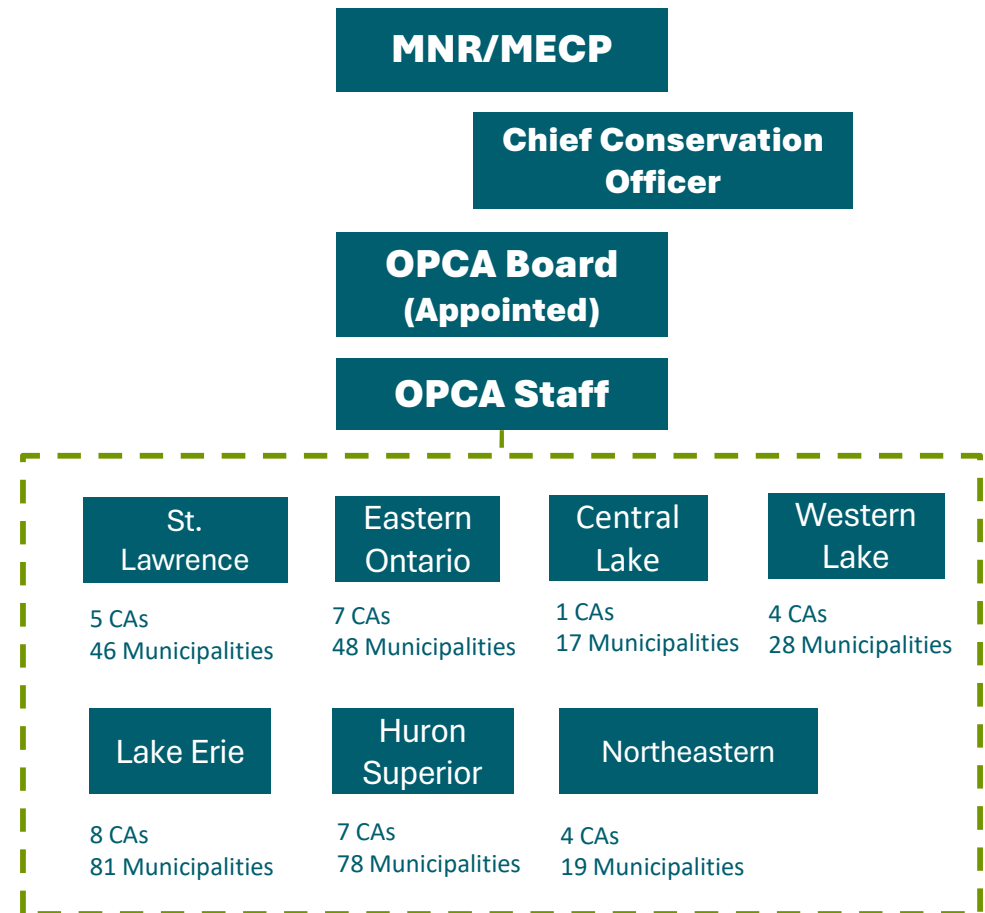 MNR/MECP
Chief Conservation
Officer
OPCA Board
(Appointed)
OPCA Staff
St.
Lawrence
5 CAs
46 Municipalities
Eastern
Ontario
7 CAs
48 Municipalities
Central
Lake
1 CAs
17 Municipalities
Western
Lake
4 CAs
28 Municipalities
Lake Erie
8 CAs
81 Municipalities
Huron
Superior
7 CAs
78 Municipalities
Northeastern
4 CAs
19 Municipalities